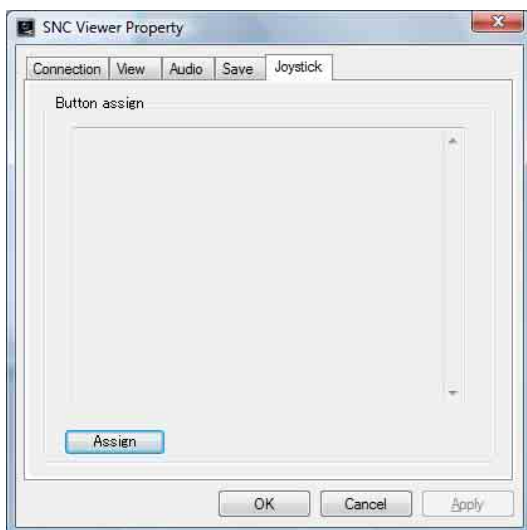 SNC Viewer Property
Connection View Audio Save Joystick
Button assign
Assign
OK Cancel Apply